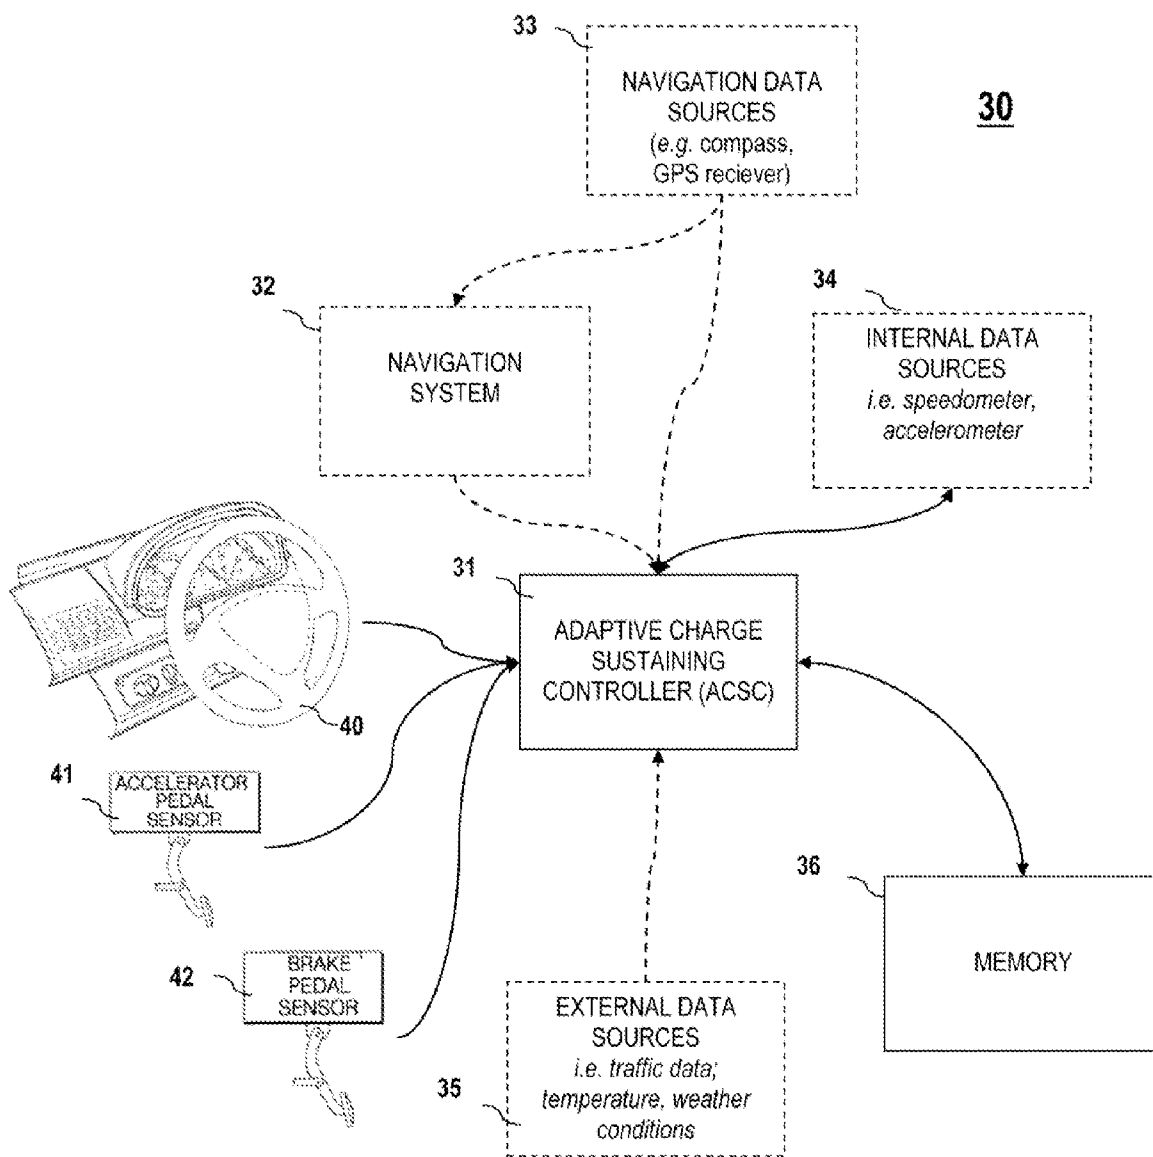 33
NAVIGATION DATA
SOURCES
(e.g. compass,
GPS reciever)
30
32
NAVIGATION
SYSTEM
34
INTERNAL DATA
SOURCES
i.e. speedometer,
accelerometer
31
ADAPTIVE CHARGE
SUSTAINING
CONTROLLER (ACSC)
40
41
ACCELERATOR
PEDAL
SENSOR
42
BRAKE
PEDAL
SENSOR
35
EXTERNAL DATA
SOURCES
i.e. traffic data;
temperature, weather
conditions
36
MEMORY